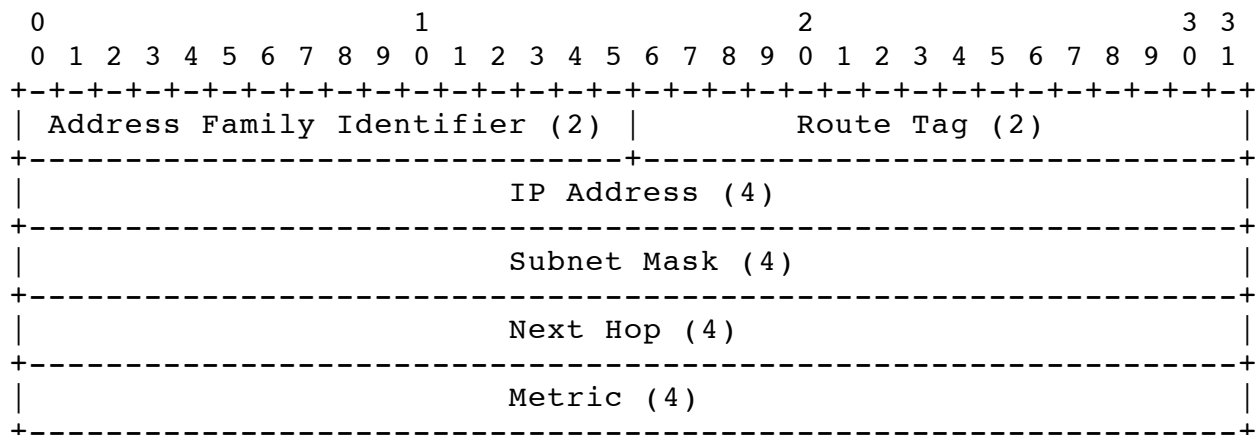 0                   1                   2                   3 3
0 1 2 3 4 5 6 7 8 9 0 1 2 3 4 5 6 7 8 9 0 1 2 3 4 5 6 7 8 9 0 1
+-+-+-+-+-+-+-+-+-+-+-+-+-+-+-+-+-+-+-+-+-+-+-+-+-+-+-+-+-+-+-+-+
| Address Family Identifier (2) |        Route Tag (2)          |
+-------------------------------+-------------------------------+
|                         IP Address (4)                        |
+---------------------------------------------------------------+
|                         Subnet Mask (4)                       |
+---------------------------------------------------------------+
|                         Next Hop (4)                          |
+---------------------------------------------------------------+
|                         Metric (4)                            |
+---------------------------------------------------------------+